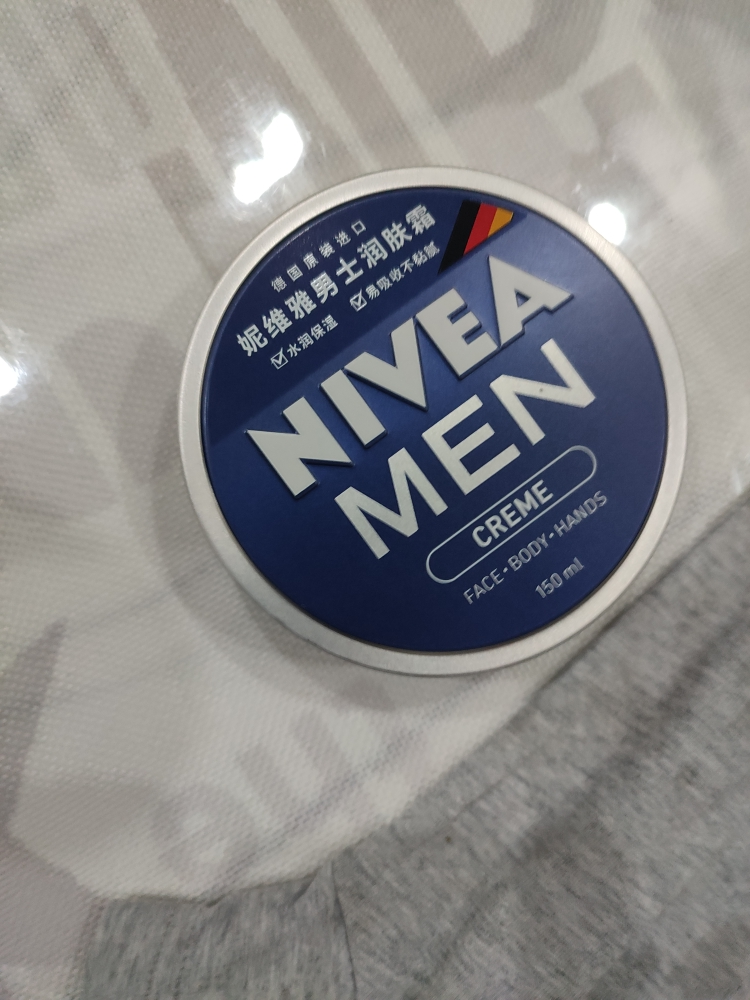 德国原装进口
妮维雅男士润肤霜
☑水润保湿 ☑易吸收不黏腻
NIVEA
MEN
CREME
FACE-BODY-HANDS
150 ml